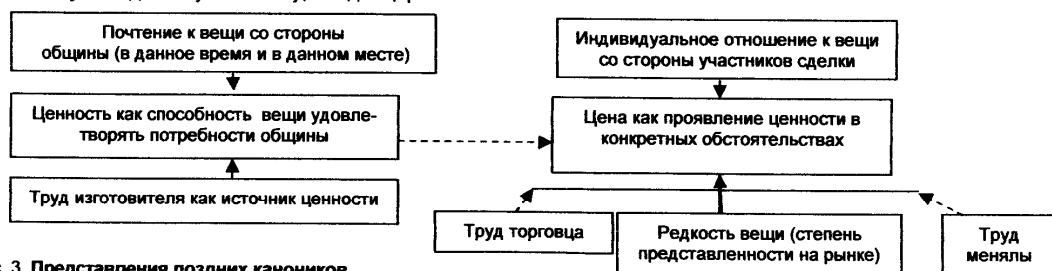 Почтение к вещи со стороны
общины (в данное время и в данном месте)
Индивидуальное отношение к вещи
со стороны участников сделки
Ценность как способность вещи удовле-
творять потребности общины
Цена как проявление ценности в
конкретных обстоятельствах
Труд изготовителя как источник ценности
Труд торговца
Редкость вещи (степень
представленности на рынке)
Труд
менялы
3. Представления поздних каноников